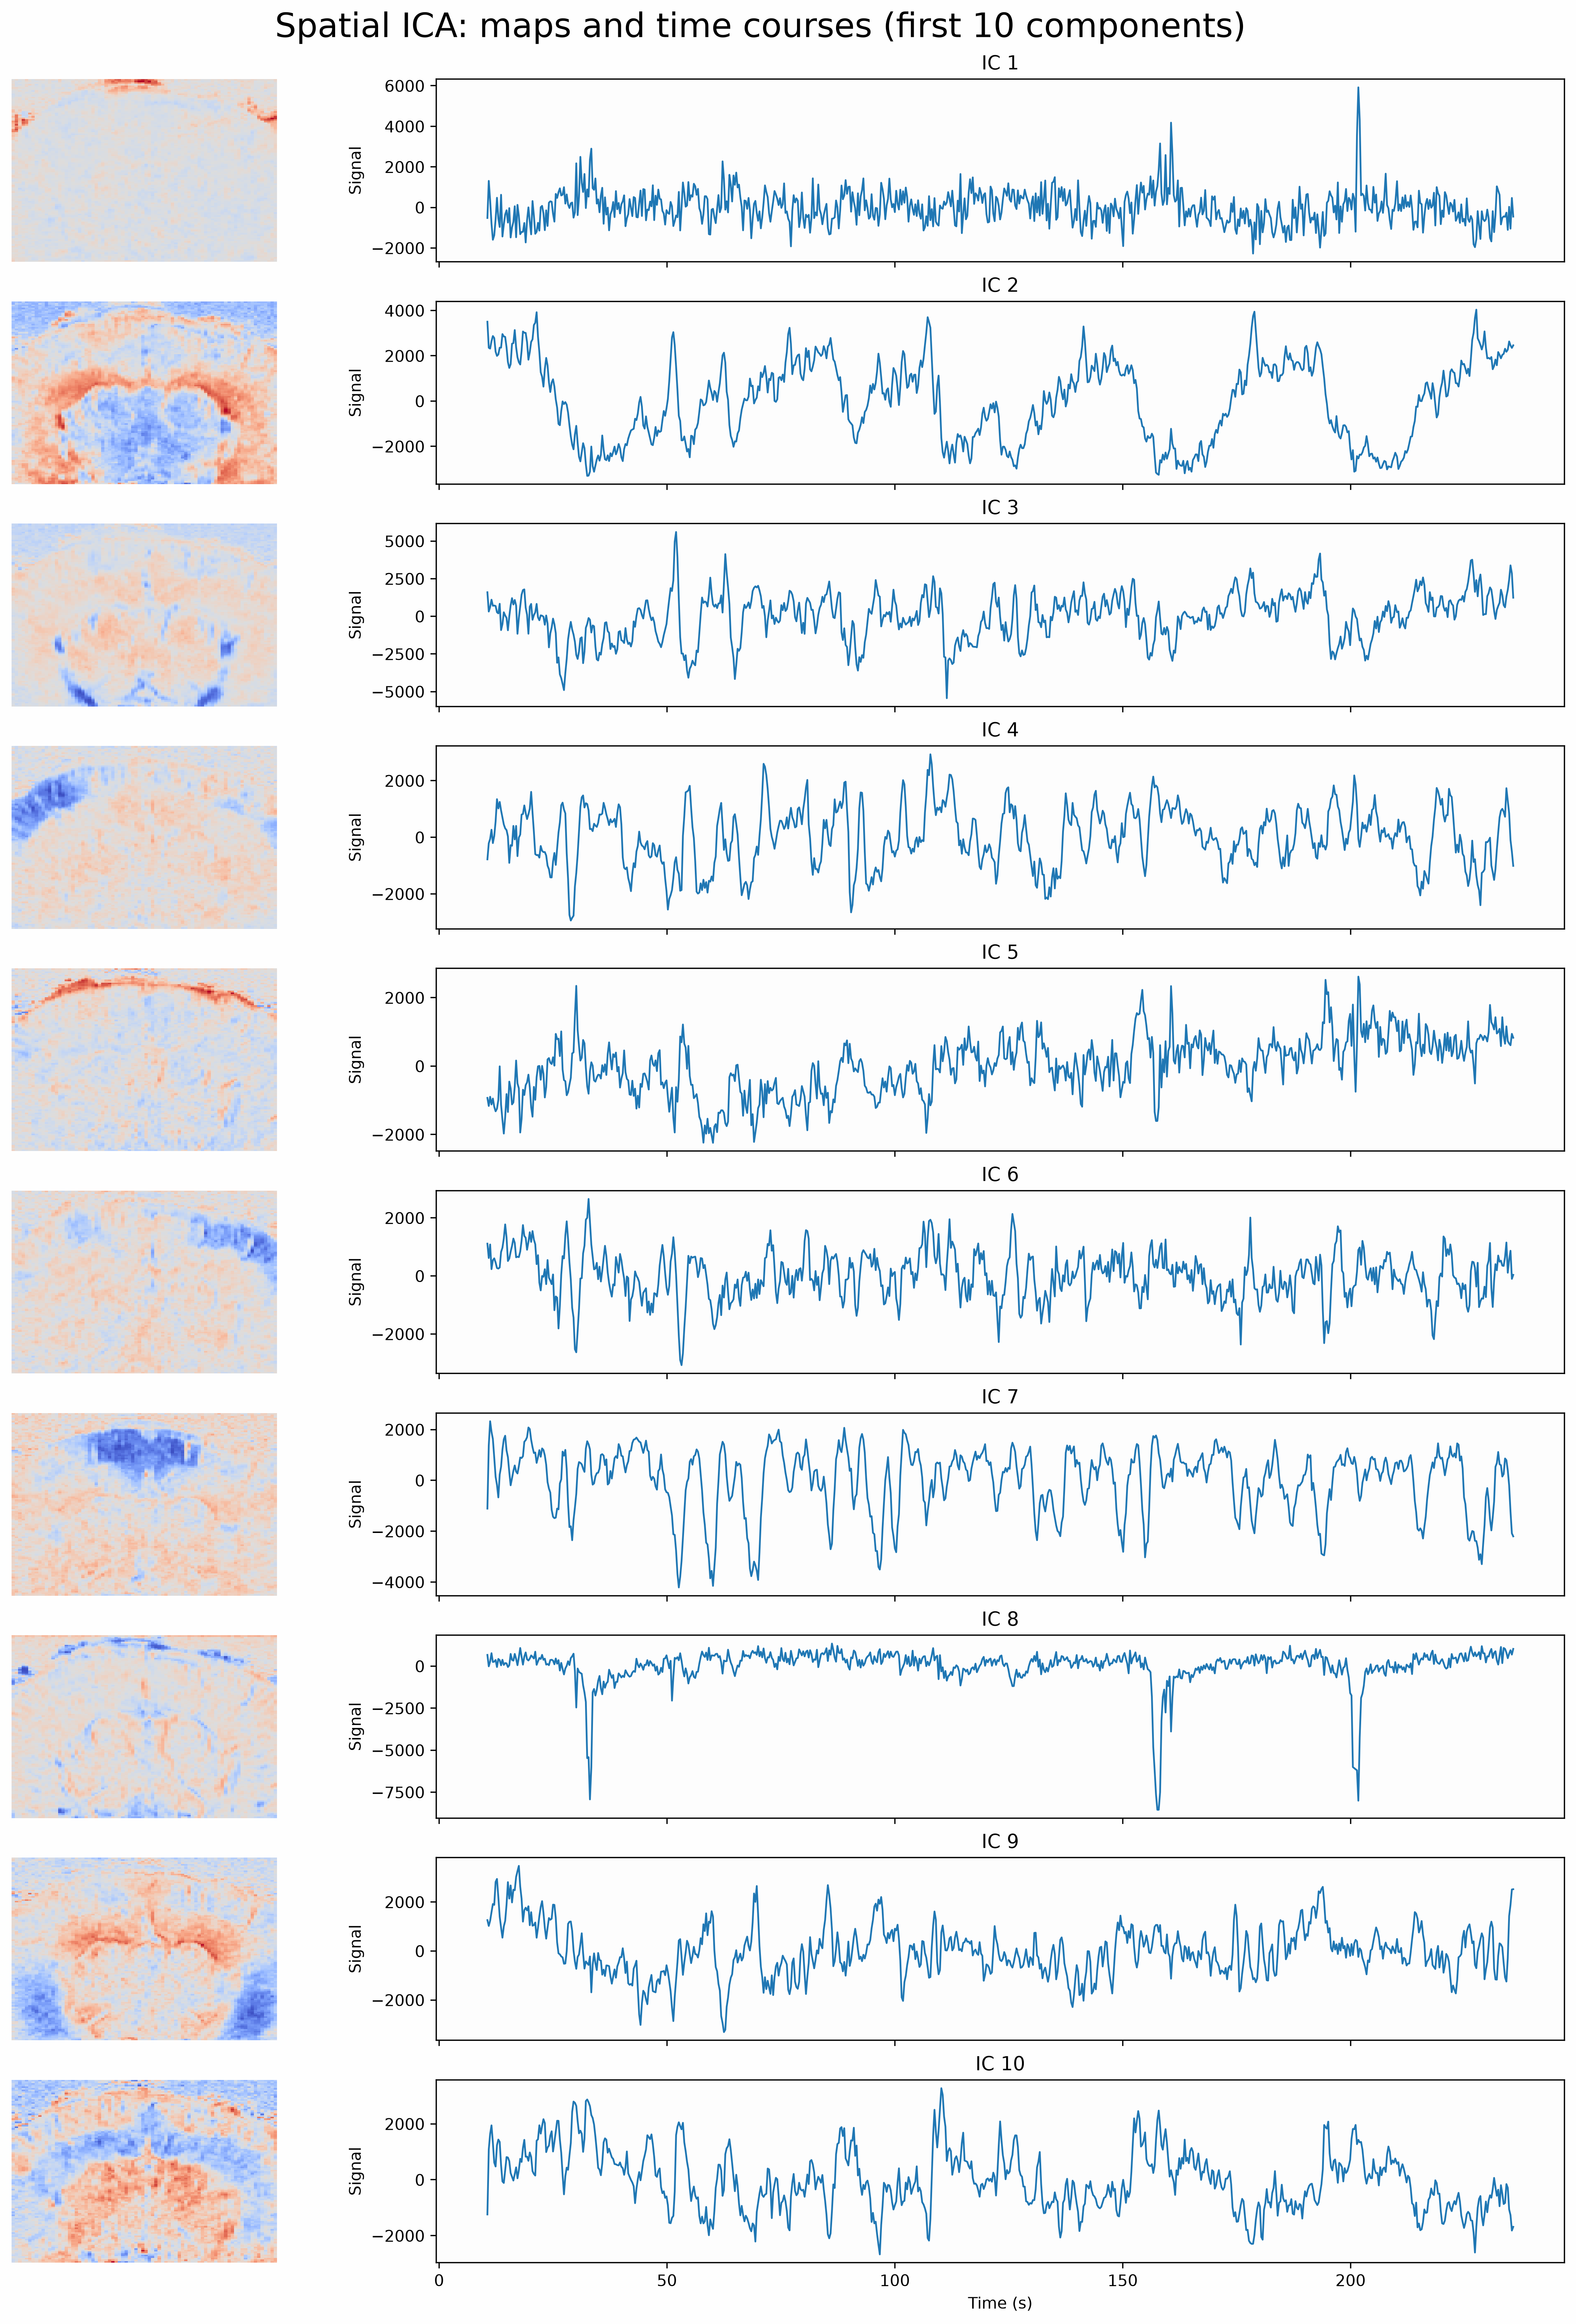 Spatial ICA: maps and time courses (first 10 components)
IC 1
6000
4000
2000
0
−2000
Signal
IC 2
4000
2000
0
−2000
Signal
IC 3
5000
2500
0
−2500
−5000
Signal
IC 4
2000
0
−2000
Signal
IC 5
2000
0
−2000
Signal
IC 6
2000
0
−2000
Signal
IC 7
2000
0
−2000
−4000
Signal
IC 8
0
−2500
−5000
−7500
Signal
IC 9
2000
0
−2000
Signal
IC 10
2000
0
−2000
Signal
0 50 100 150 200
Time (s)